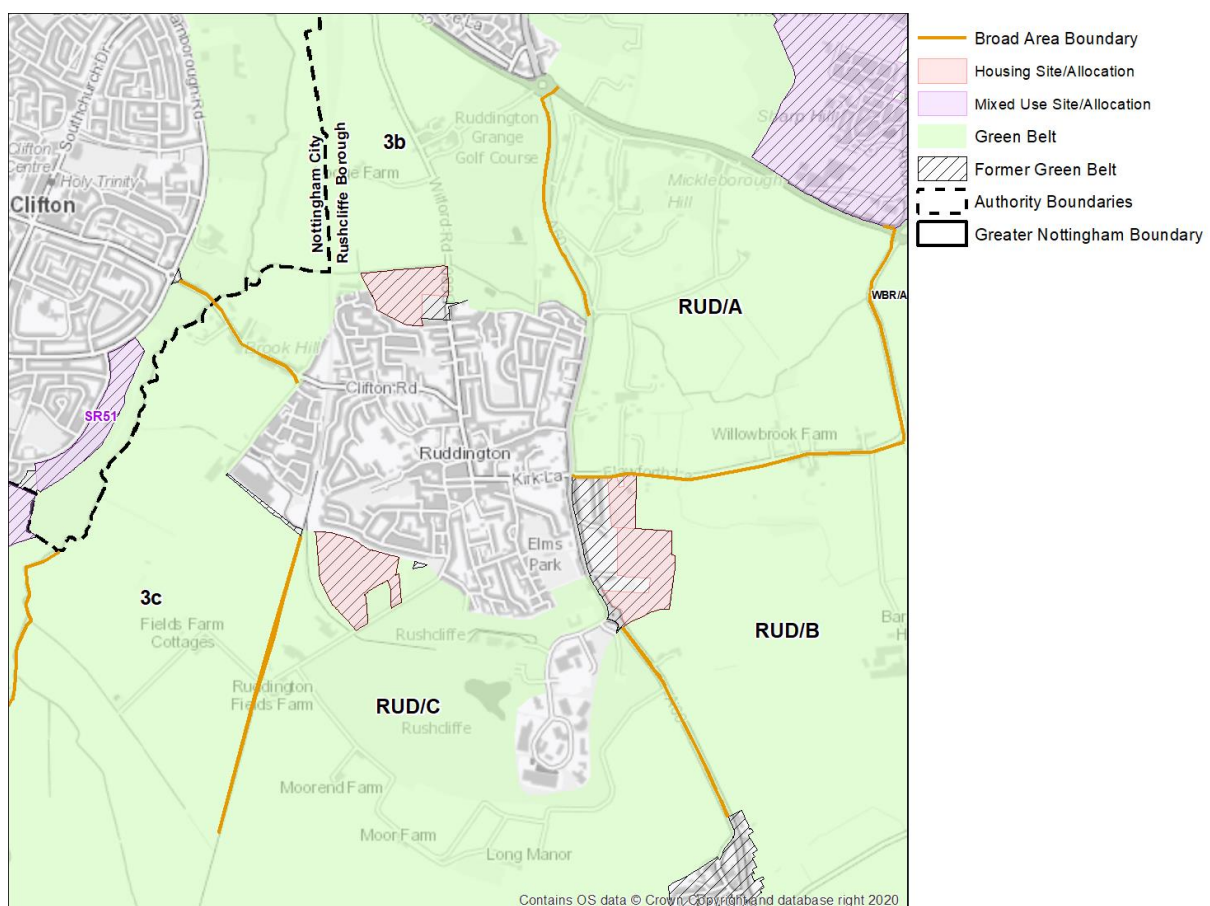 Broad Area Boundary
Housing Site/Allocation
Mixed Use Site/Allocation
Green Belt
Former Green Belt
Authority Boundaries
Greater Nottingham Boundary
Southchurch Dr
Clifton
Centre
Holy Trinity
Clifton
Nottingham City
Rushcliffe Borough
3b
Ruddington
Grange
Golf Course
Farm
Wilford Rd
Sharp Hill
Mickleborough
Hill
RUD/A
WBR/A
Brook Hill
Clifton Rd
SR51
Ruddington
Kirk La
Flawforth La
Willowbrook Farm
Elms
Park
3c
Fields Farm
Cottages
Rushcliffe
RUD/B
Ruddington
Fields Farm
RUD/C
Rushcliffe
Moorend Farm
Moor Farm
Long Manor
Contains OS data © Crown Copyright and database right 2020